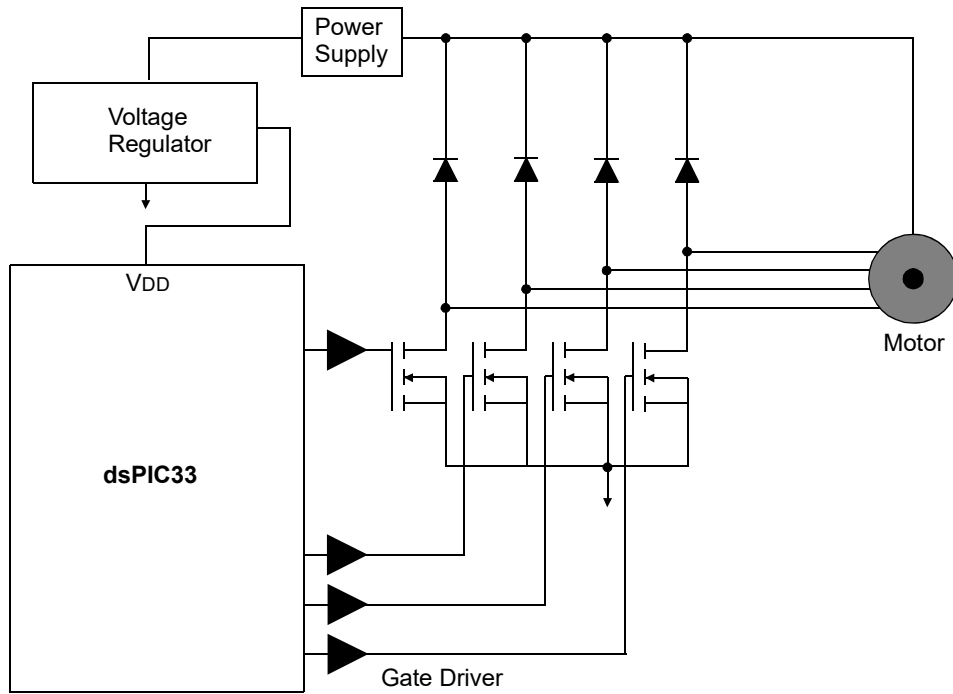 Power
Supply
Voltage
Regulator
VDD
Motor
dsPIC33
Gate Driver